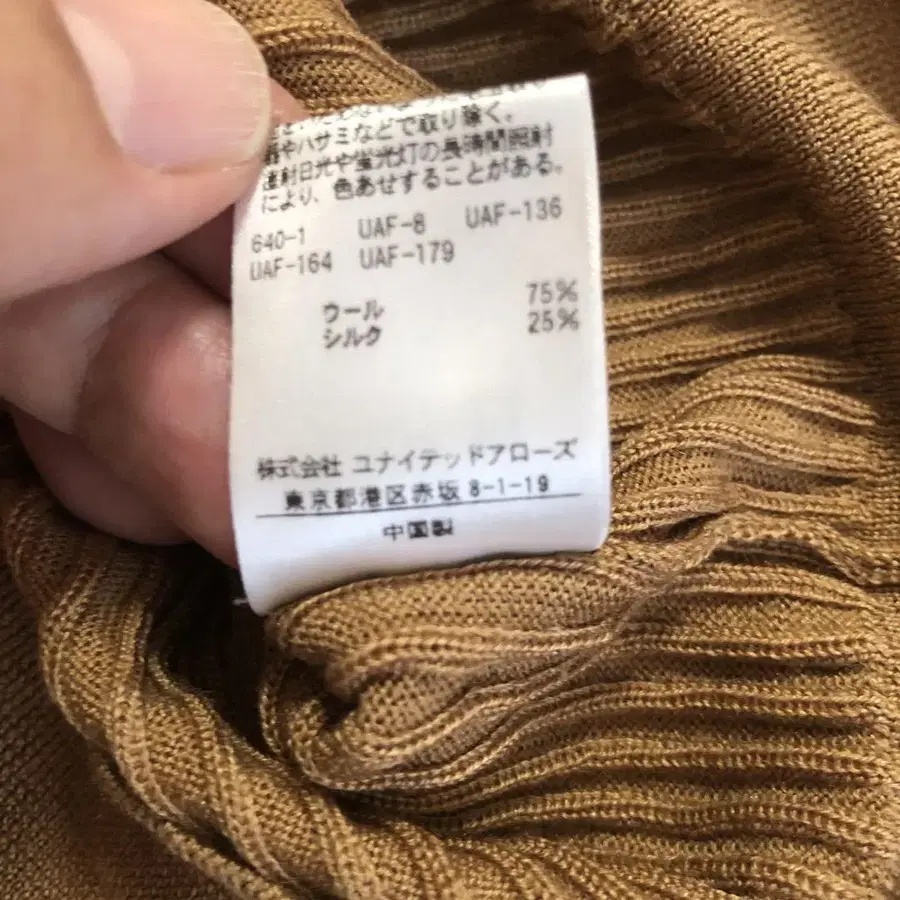 やハサミなどで取り除く。
直射日光や蛍光灯の長時間照射
により、色あせすることがある。
640-1 UAF-8 UAF-136
UAF-164 UAF-179
ウール 75%
シルク 25%
株式会社 ユナイテッドアローズ
東京都港区赤坂8-1-19
中国製